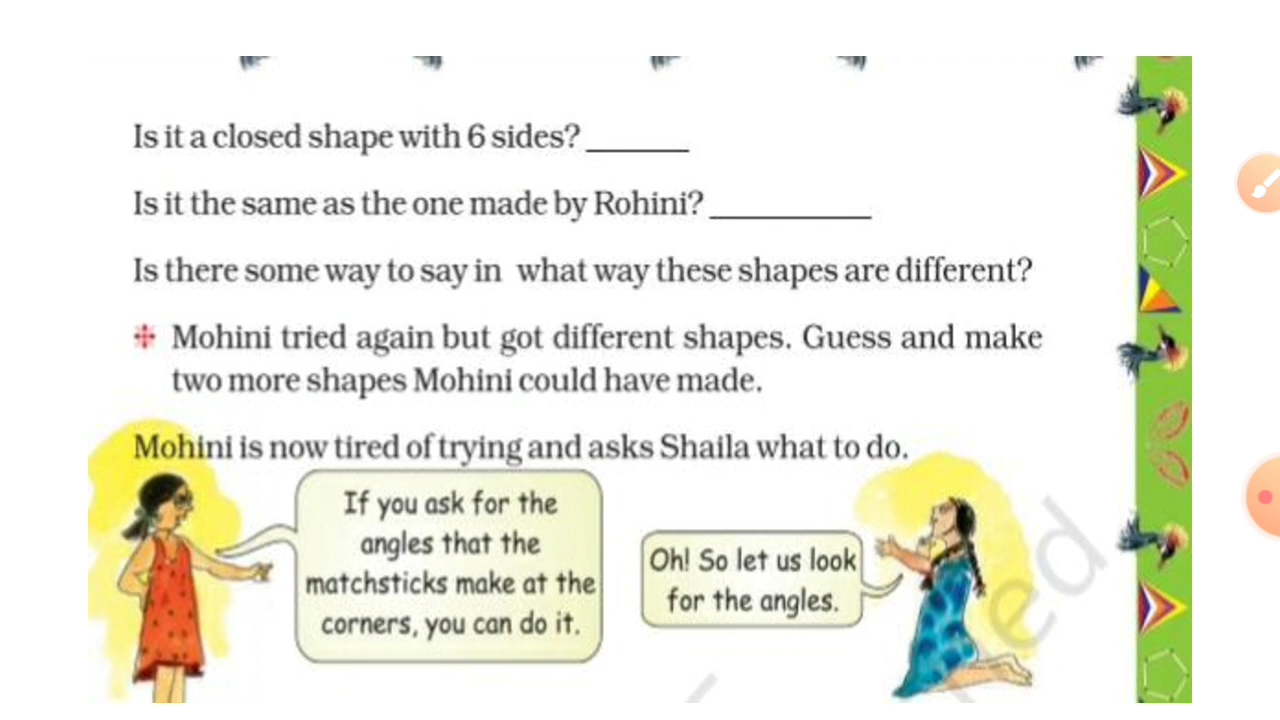 Is it a closed shape with 6 sides? ______
Is it the same as the one made by Rohini? __________
Is there some way to say in what way these shapes are different?
Mohini tried again but got different shapes. Guess and make
two more shapes Mohini could have made.
Mohini is now tired of trying and asks Shaila what to do.
If you ask for the
angles that the
matchsticks make at the
corners, you can do it.
Oh! So let us look
for the angles.